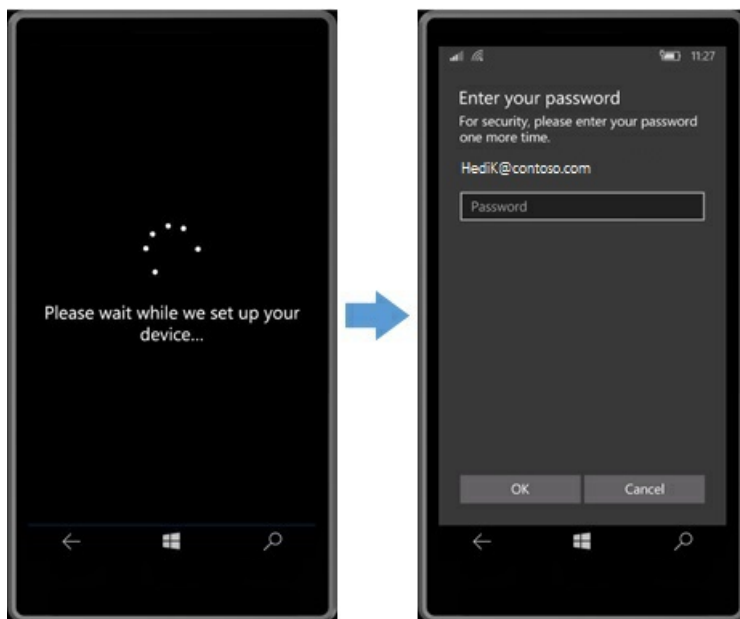 Please wait while we set up your
device...
11:27
Enter your password
For security, please enter your password
one more time.
HediK@contoso.com
Password
OK
Cancel